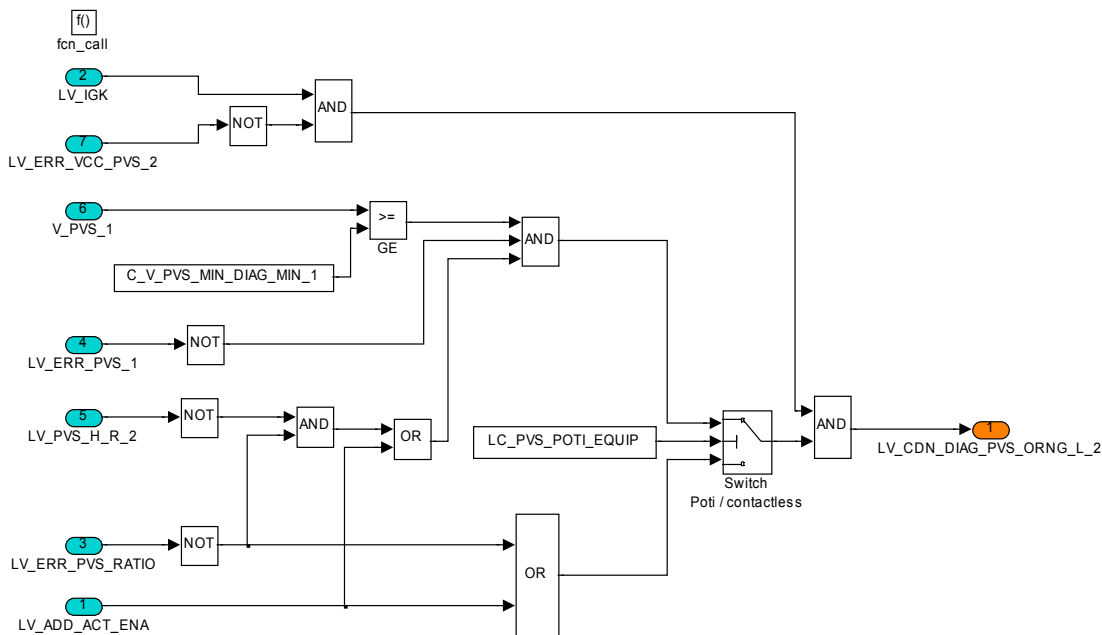 f()
fcn_call
2
LV_IGK
AND
NOT
7
LV_ERR_VCC_PVS_2
6
V_PVS_1
>=
GE
AND
C_V_PVS_MIN_DIAG_MIN_1
4
LV_ERR_PVS_1
NOT
5
LV_PVS_H_R_2
NOT
AND
OR
LC_PVS_POTI_EQUIP
Switch
Poti / contactless
AND
1
LV_CDN_DIAG_PVS_ORNG_L_2
3
LV_ERR_PVS_RATIO
NOT
OR
1
LV_ADD_ACT_ENA